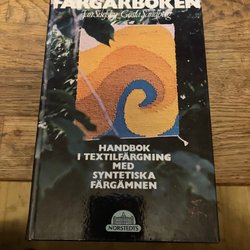 FÄRGARBOKEN
HANDBOK
I TEXTILFÄRGNING
MED
SYNTETISKA
FÄRGÄMNEN
NORSTEDTS